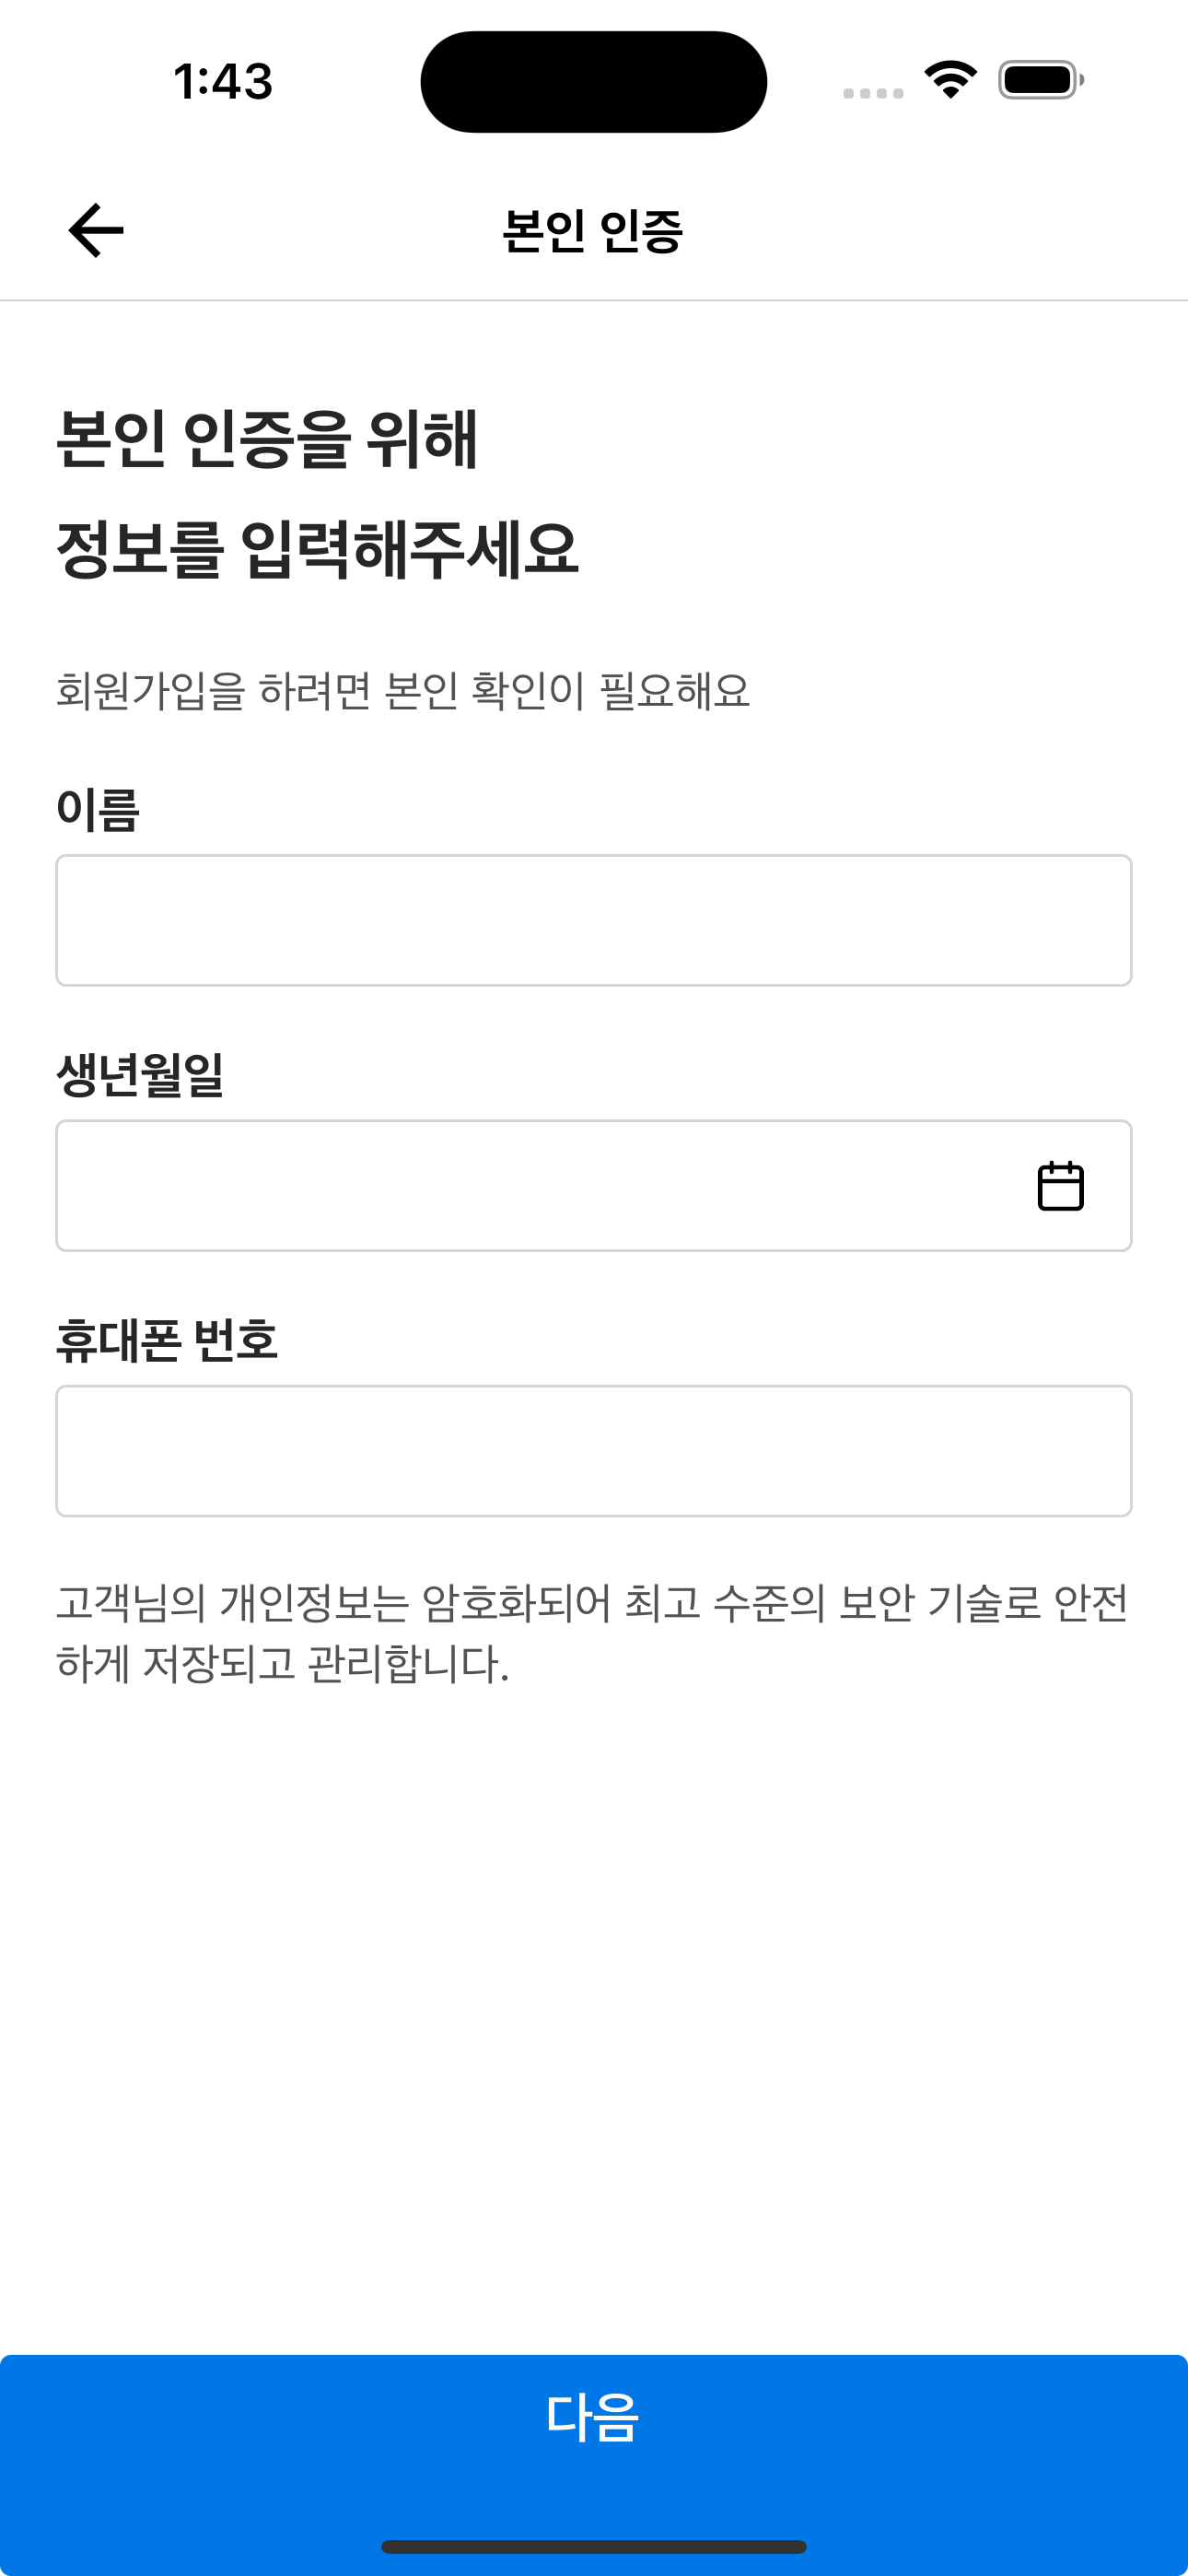 1:43
본인 인증
본인 인증을 위해
정보를 입력해주세요
회원가입을 하려면 본인 확인이 필요해요
이름
생년월일
휴대폰 번호
고객님의 개인정보는 암호화되어 최고 수준의 보안 기술로 안전
하게 저장되고 관리합니다.
다음